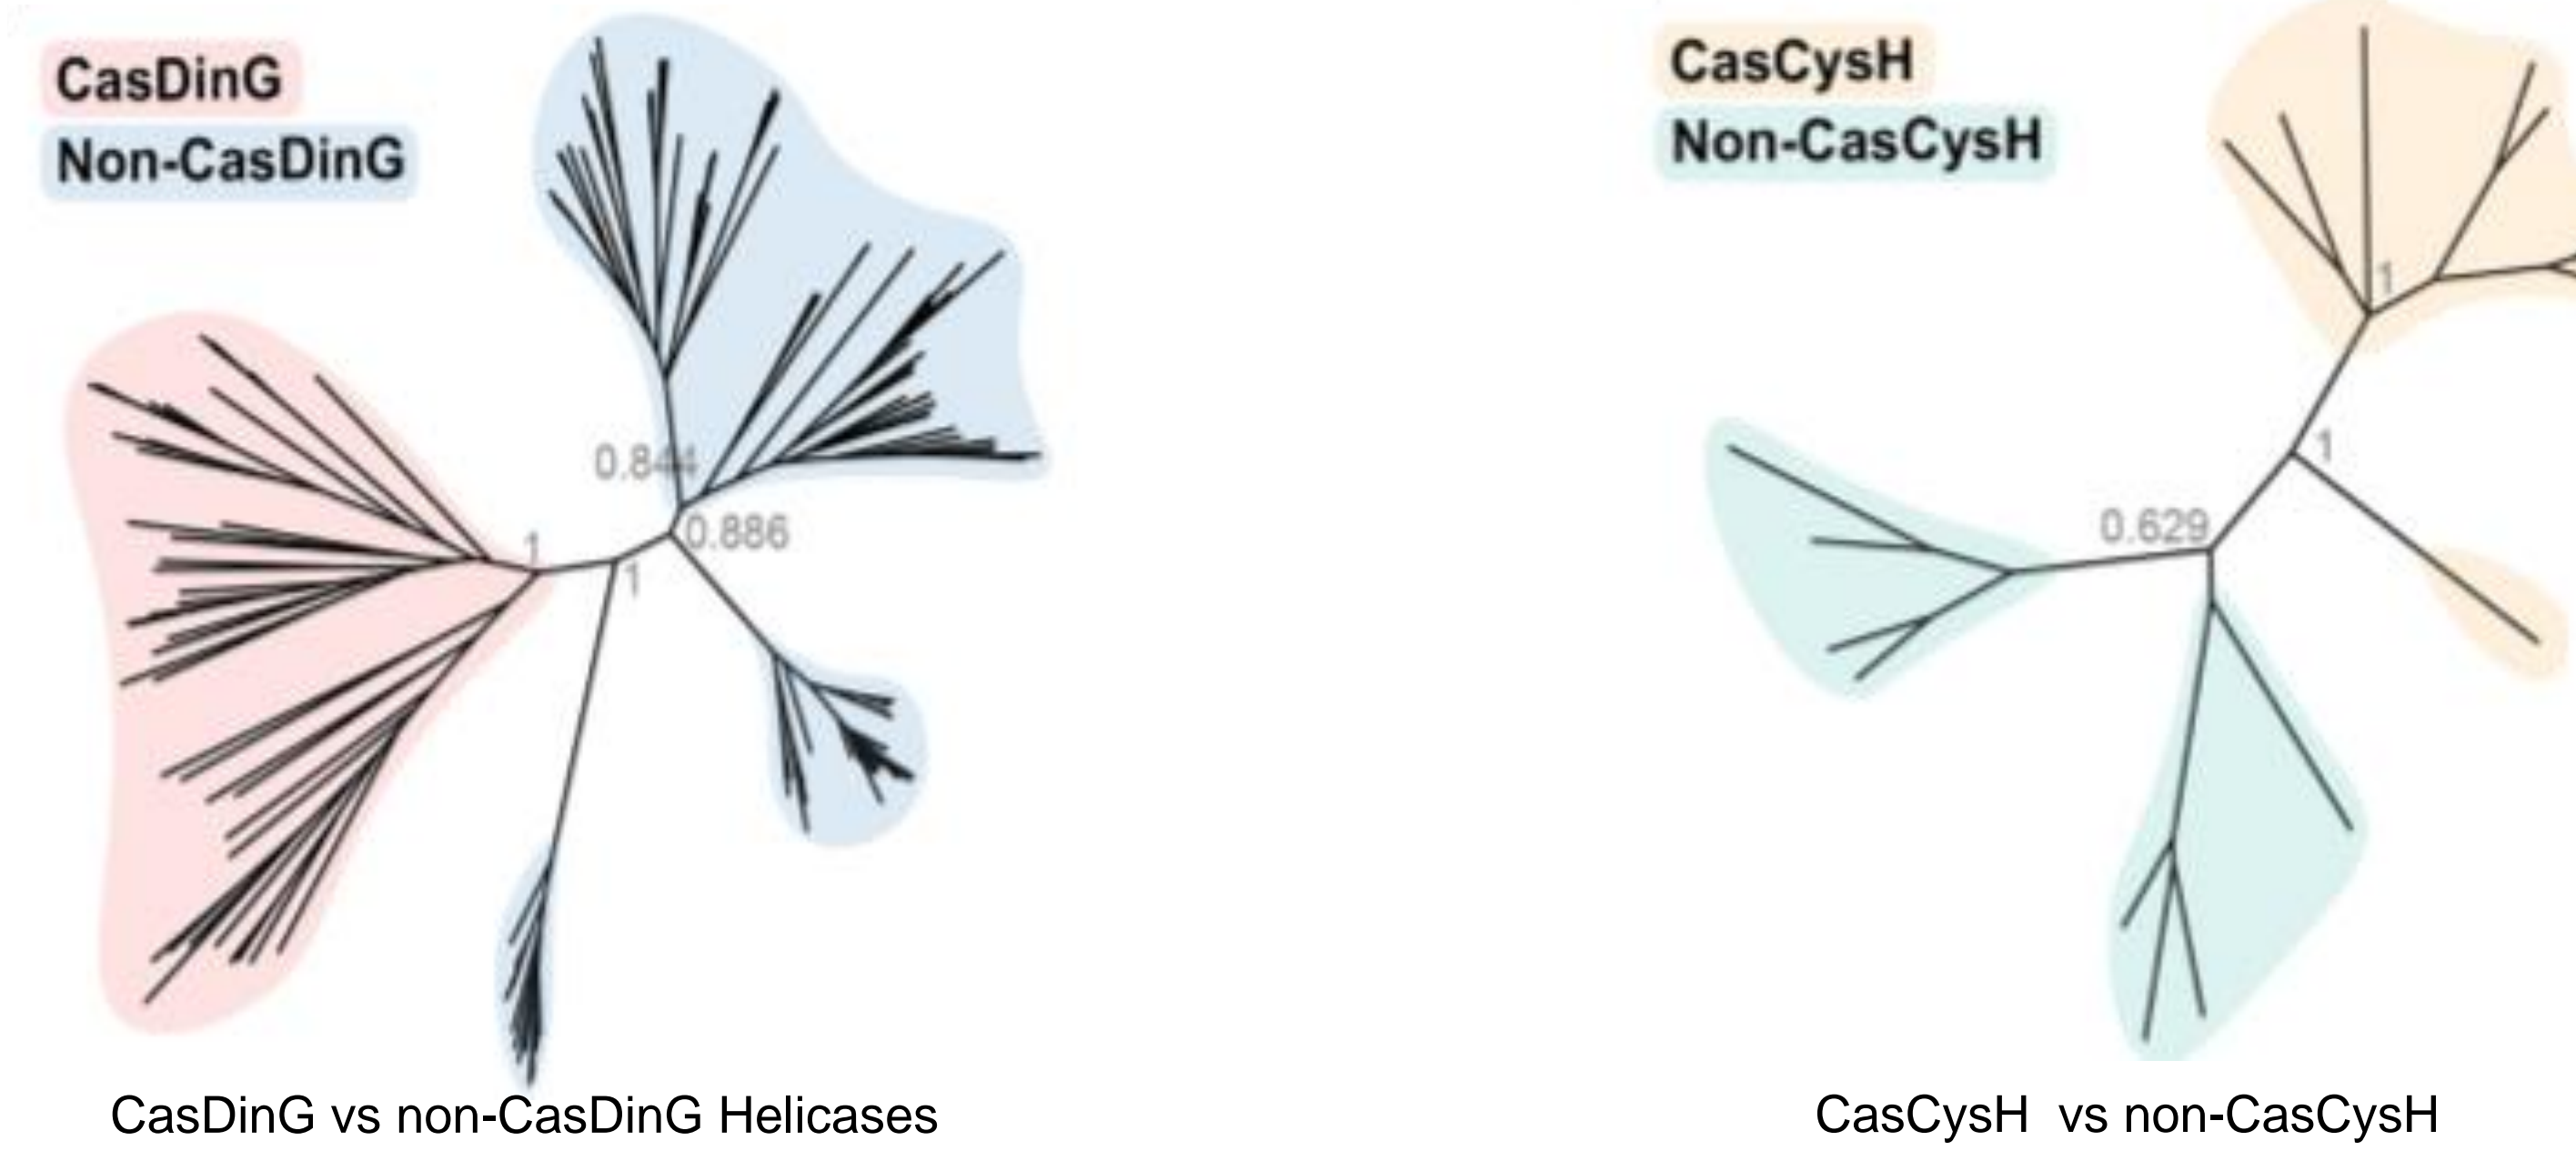 CasDinG
Non-CasDinG
0.844
0.886
1
1
CasDinG vs non-CasDinG Helicases
CasCysH
Non-CasCysH
1
1
0.629
CasCysH  vs non-CasCysH